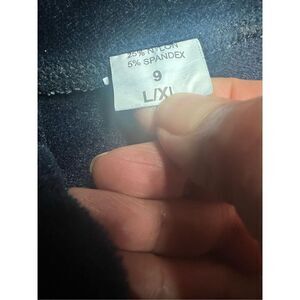 25% NYLON
5% SPANDEX
9
L/XL